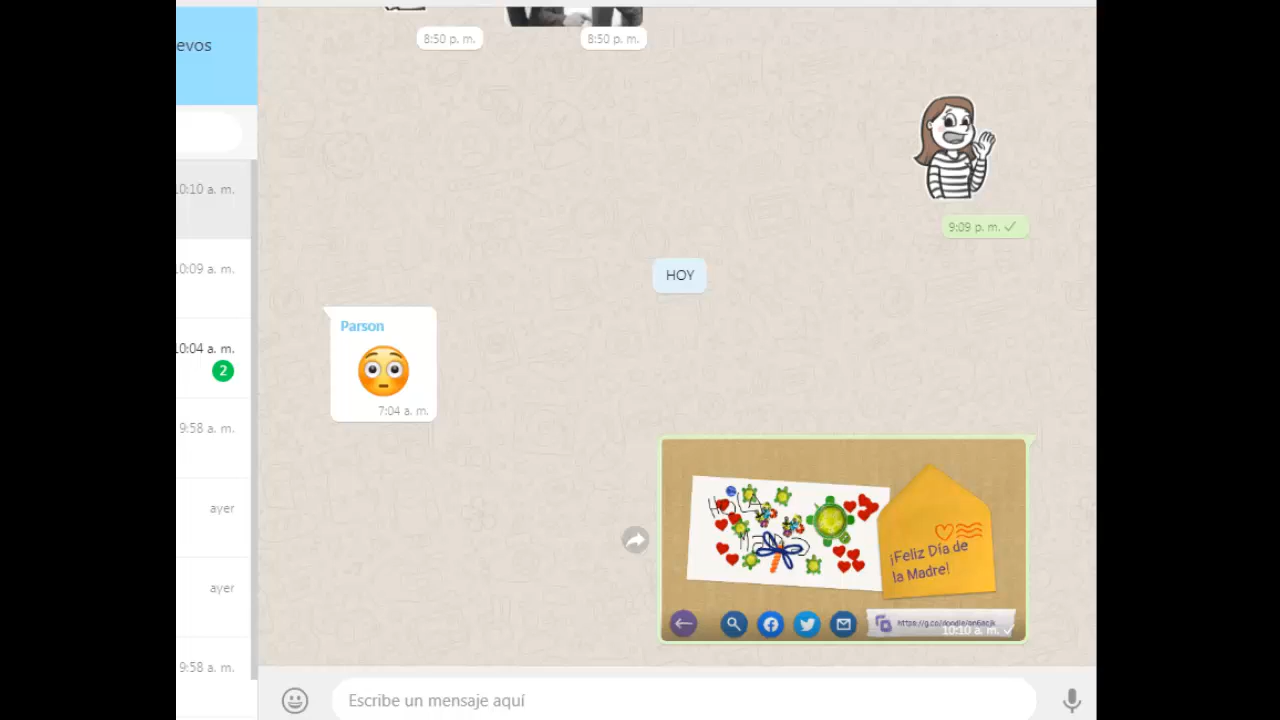 evos
8:50 p. m.
8:50 p. m.
10:10 a. m.
9:09 p. m.
10:09 a. m.
HOY
Parson
10:04 a. m.
2
7:04 a. m.
9:58 a. m.
HOLA
ayer
¡Feliz Día de
la Madre!
ayer
10:10 a. m.
9:58 a. m.
Escribe un mensaje aquí